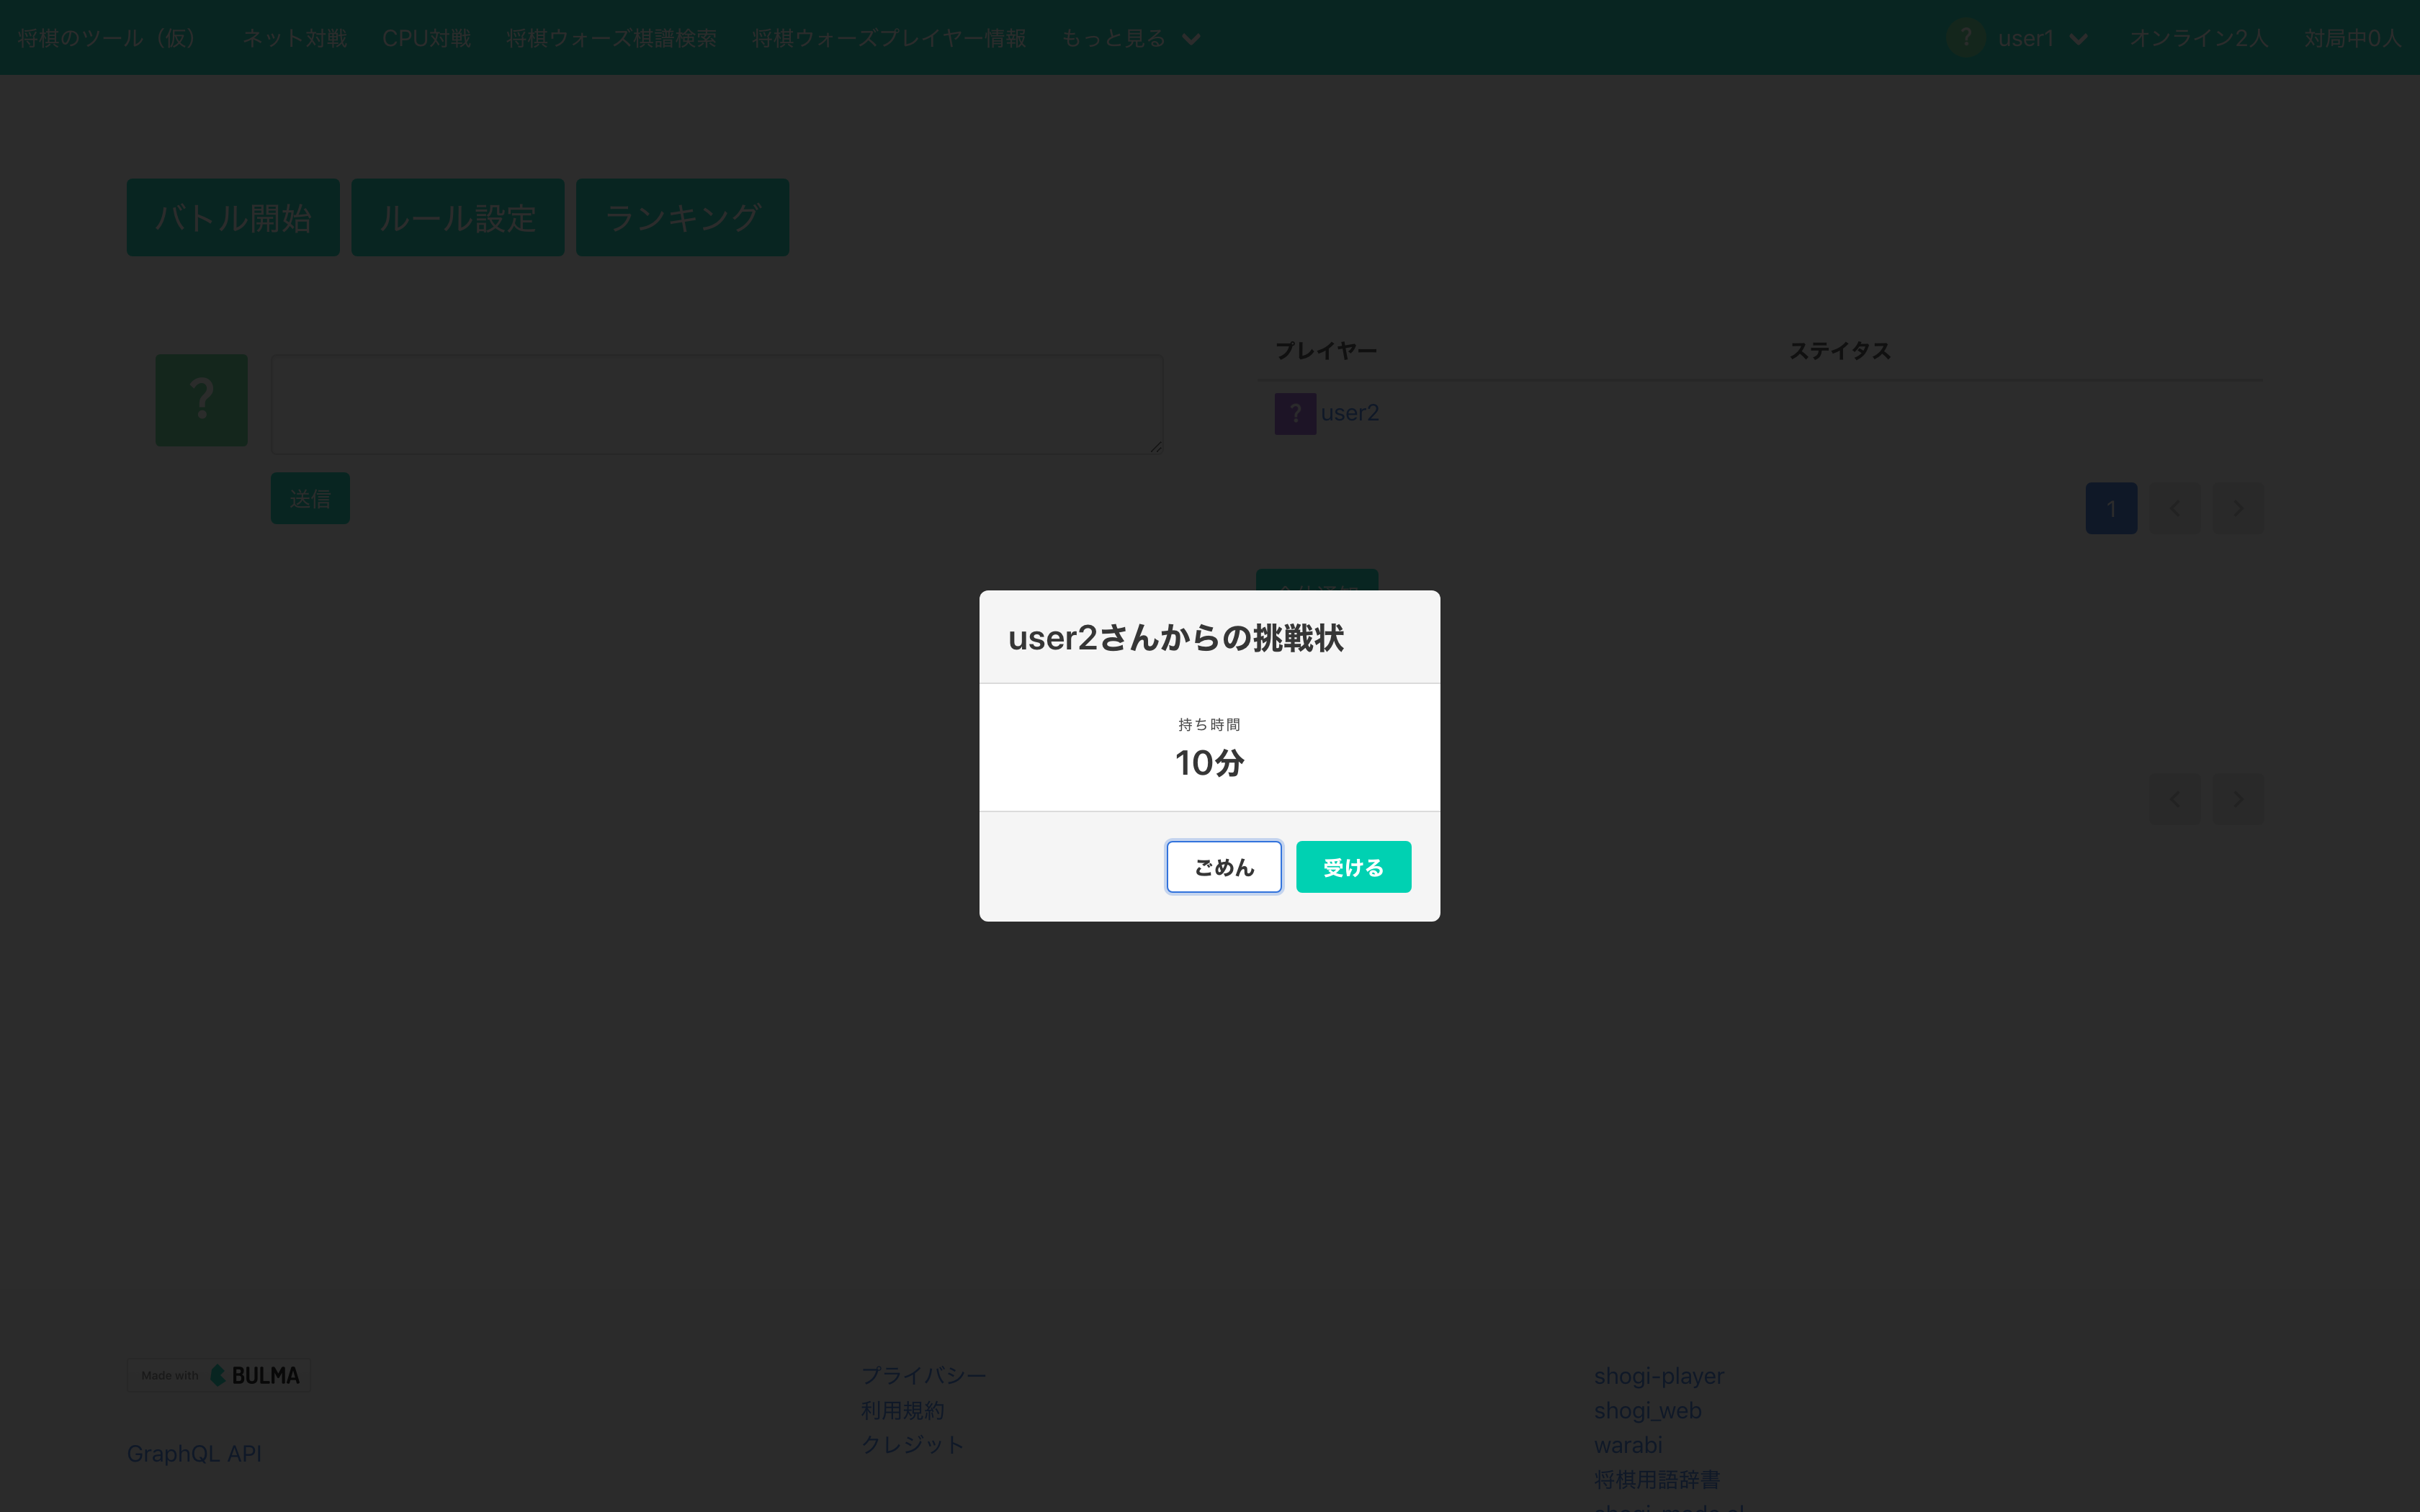 将棋のツール（仮） ネット対戦 CPU対戦 将棋ウォーズ棋譜検索 将棋ウォーズプレイヤー情報 もっと見る ? user1 オンライン2人 対局中0人
バトル開始 ルール設定 ランキング
プレイヤー ステイタス
?
? user2
送信
1
user2さんからの挑戦状
持ち時間
10分
ごめん 受ける
Made with BULMA
GraphQL API
プライバシー
利用規約
クレジット
shogi-player
shogi_web
warabi
将棋用語辞書